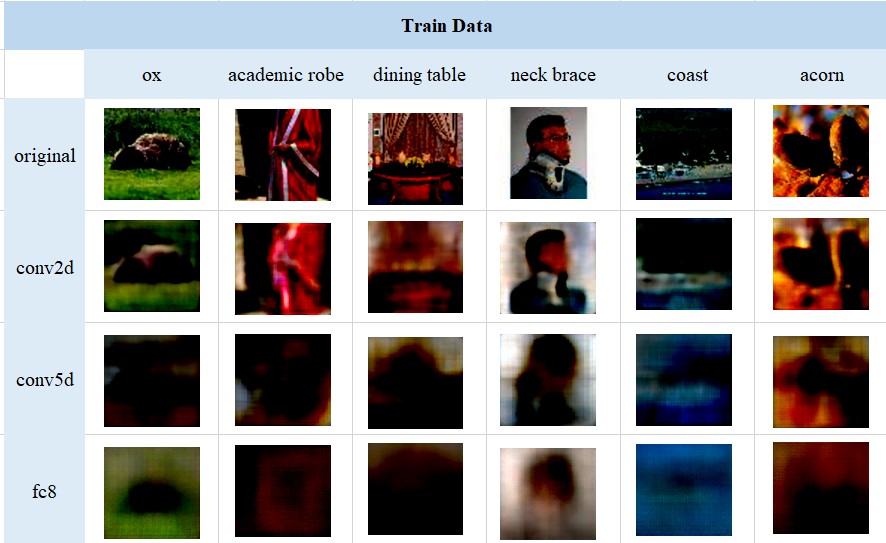 Train Data
ox academic robe dining table neck brace coast acorn
original
conv2d
conv5d
fc8